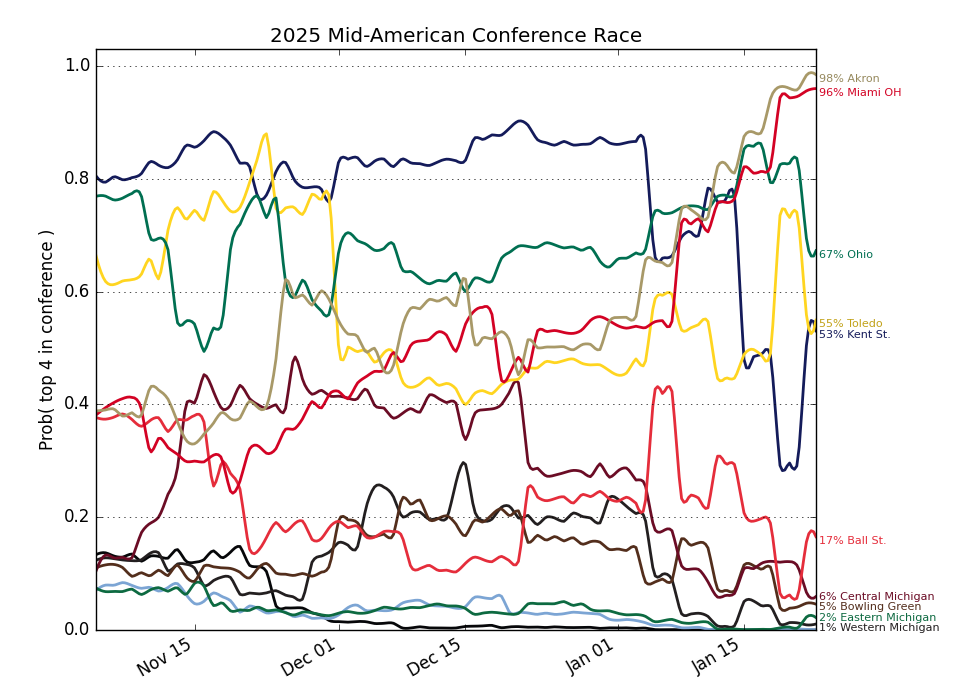 2025 Mid-American Conference Race
Prob( top 4 in conference )
1.0
0.8
0.6
0.4
0.2
0.0
Nov 15
Dec 01
Dec 15
Jan 01
Jan 15
98% Akron
96% Miami OH
67% Ohio
55% Toledo
53% Kent St.
17% Ball St.
6% Central Michigan
5% Bowling Green
2% Eastern Michigan
1% Western Michigan